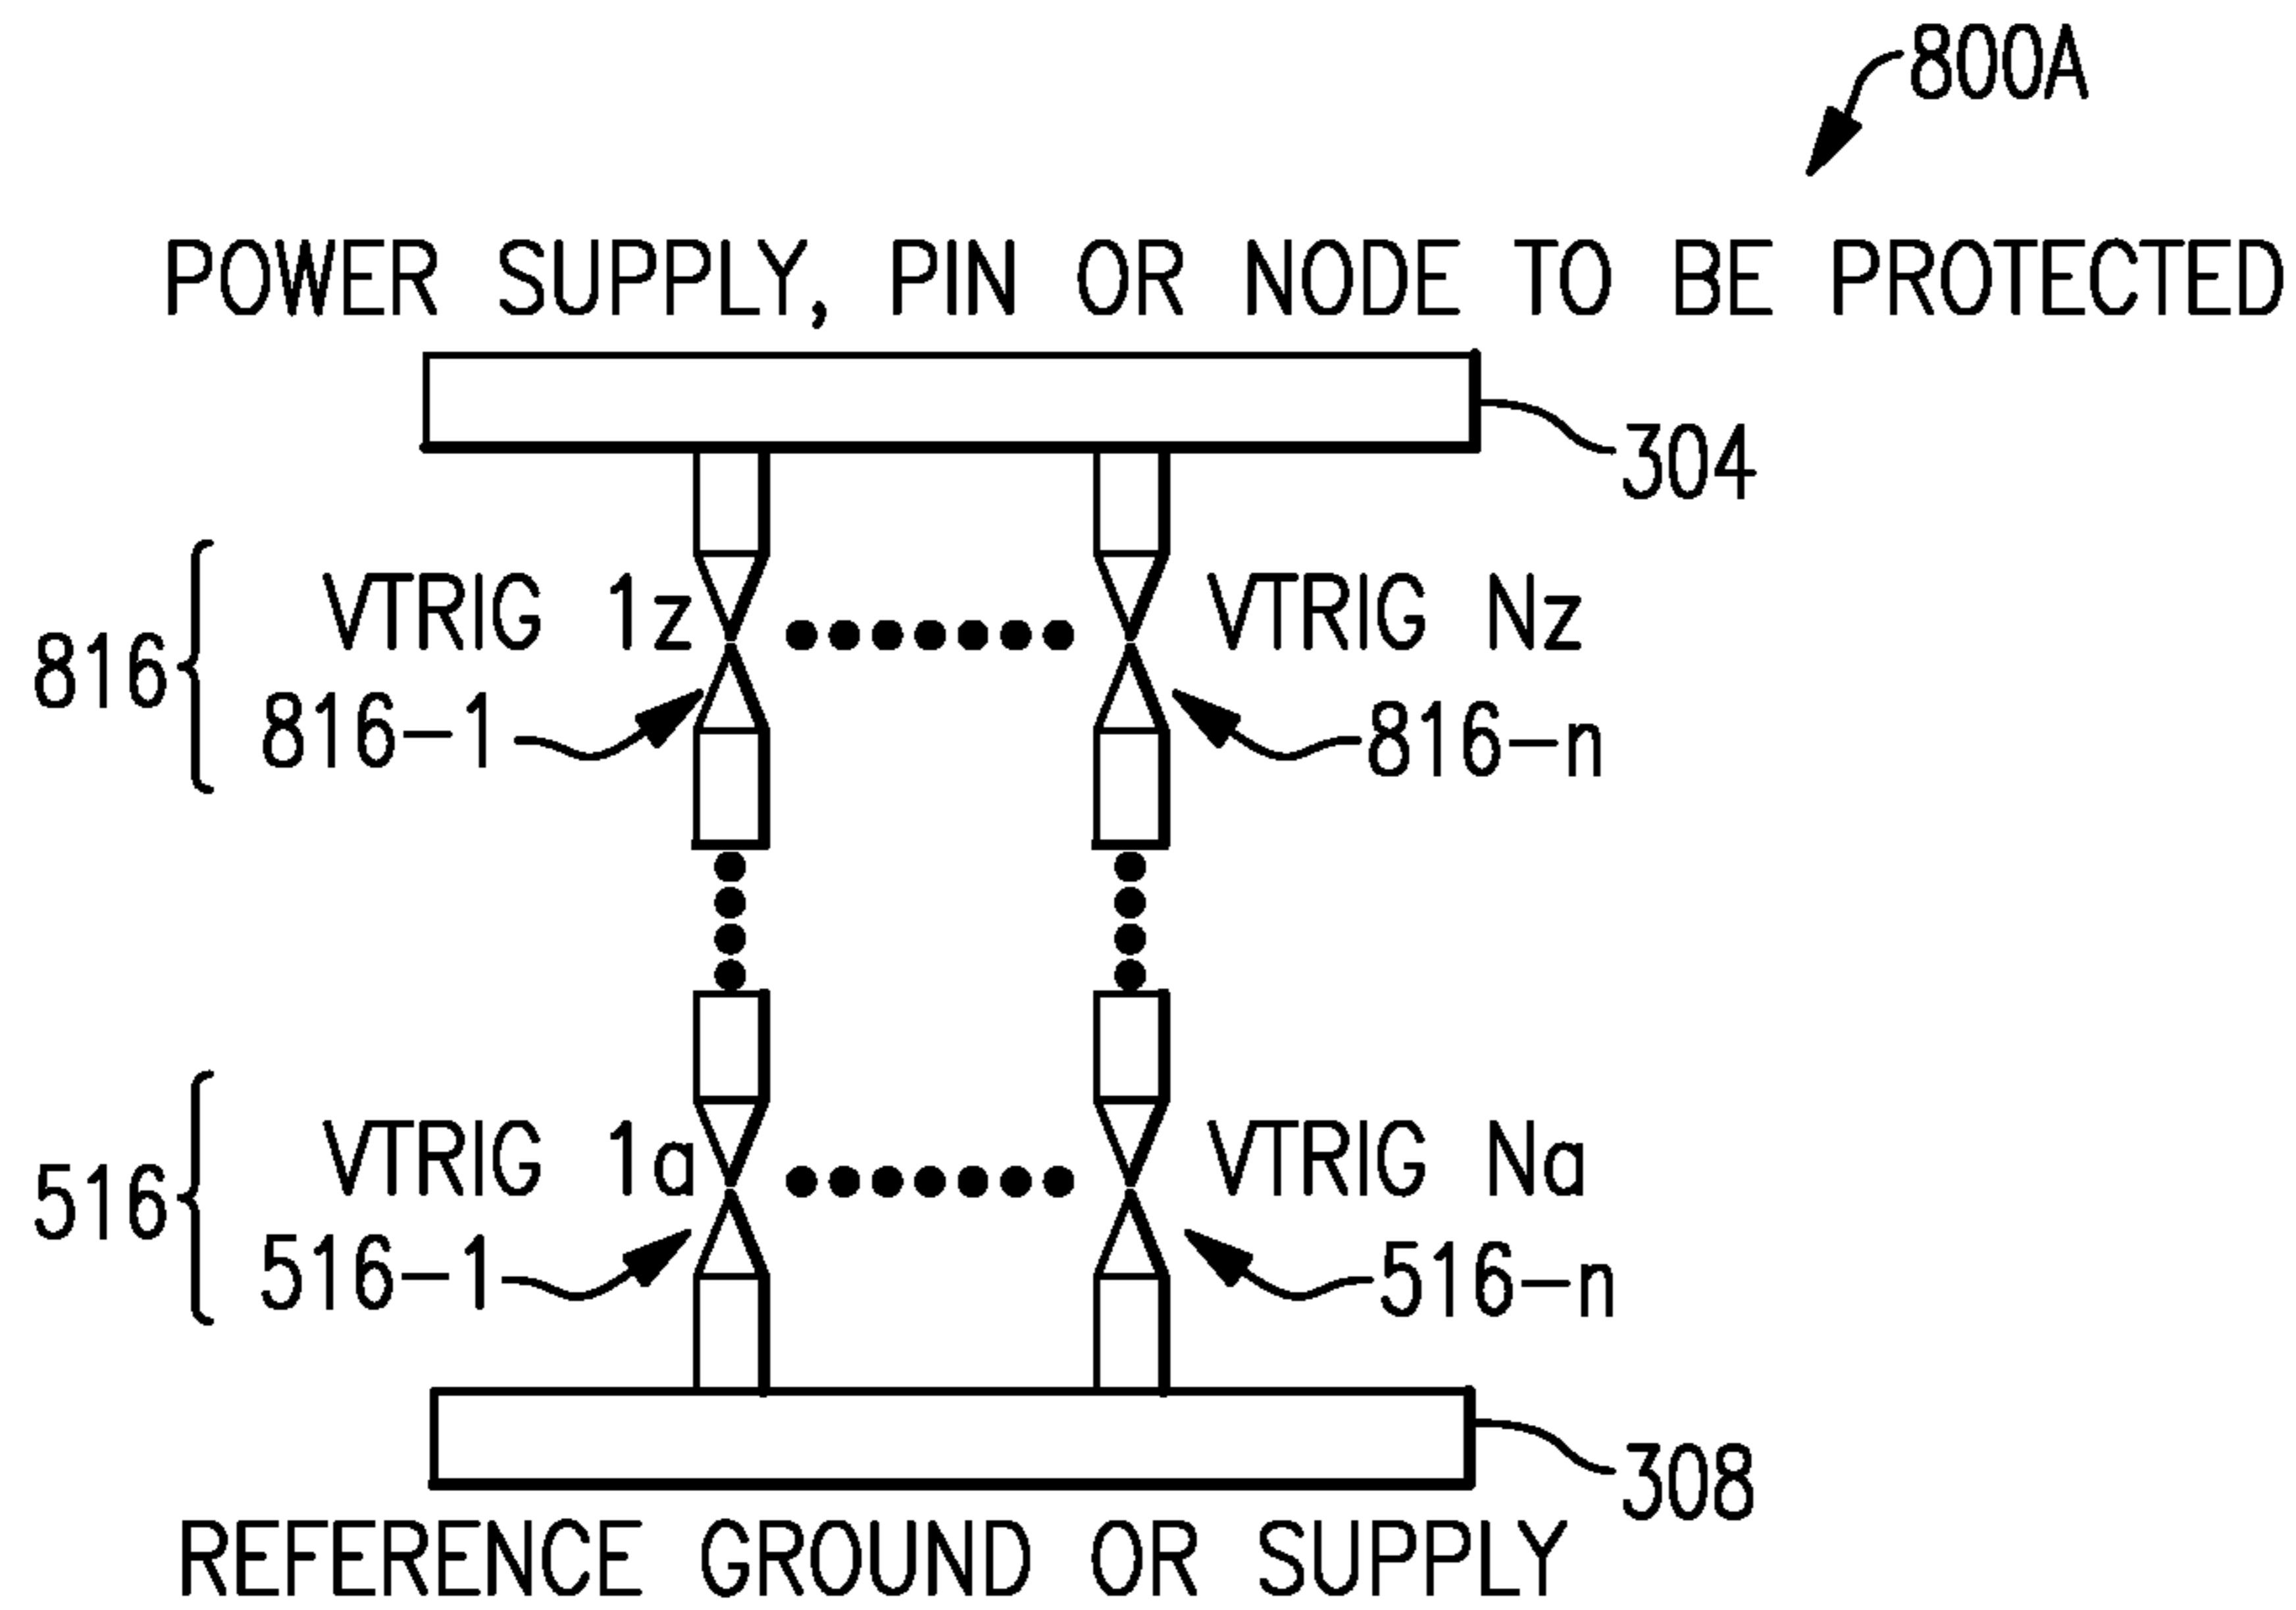 800A
POWER SUPPLY, PIN OR NODE TO BE PROTECTED
304
VTRIG 1z
VTRIG Nz
816
816-1
816-n
VTRIG 1a
VTRIG Na
516
516-1
516-n
308
REFERENCE GROUND OR SUPPLY